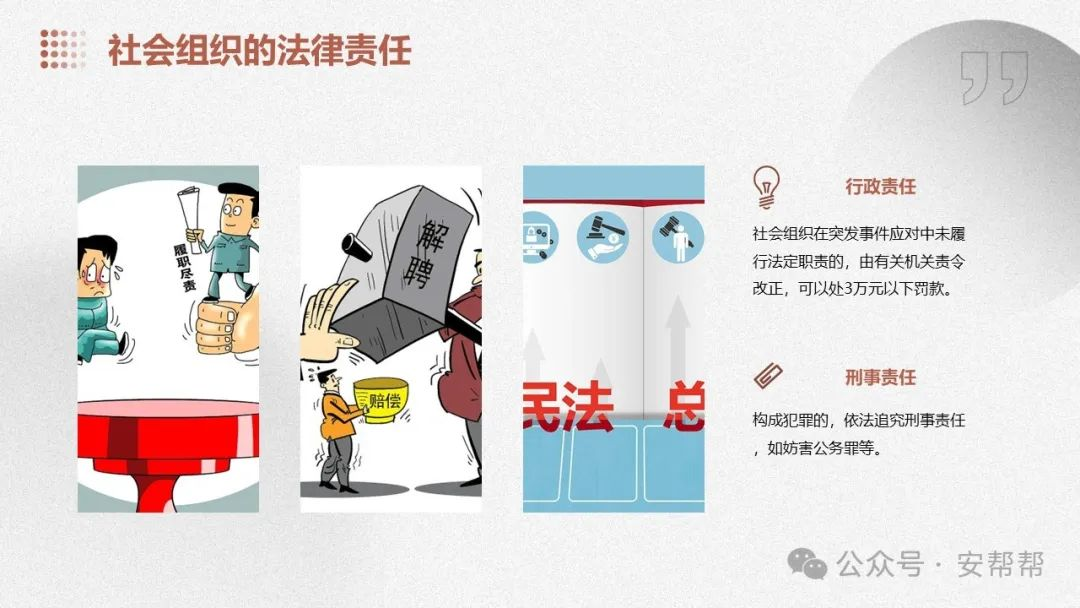 社会组织的法律责任
履职尽责
解聘
赔偿
民法 总
行政责任
社会组织在突发事件应对中未履
行法定职责的，由有关机关责令
改正，可以处3万元以下罚款。
刑事责任
构成犯罪的，依法追究刑事责任
，如妨害公务罪等。
公众号·安帮帮